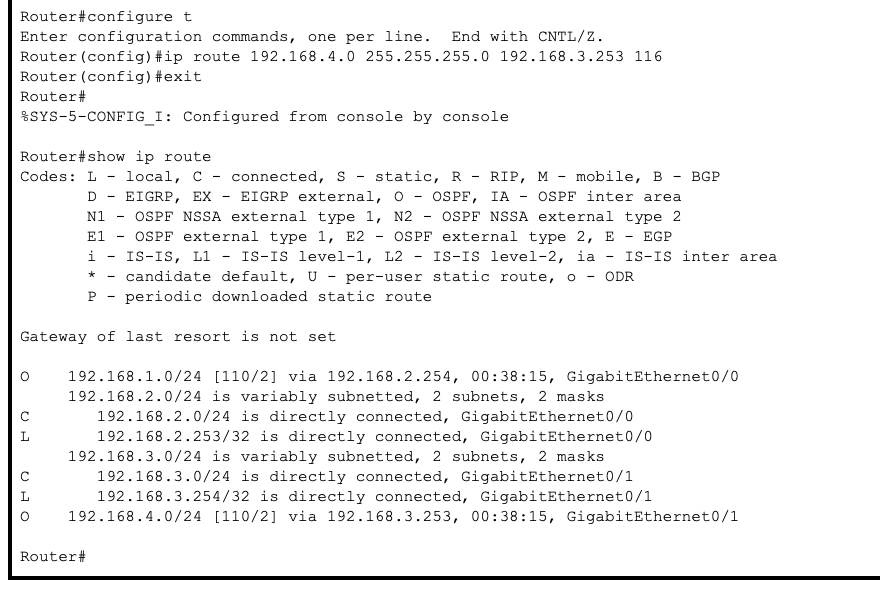 Router#configure t
Enter configuration commands, one per line.  End with CNTL/Z.
Router(config)#ip route 192.168.4.0 255.255.255.0 192.168.3.253 116
Router(config)#exit
Router#
%SYS-5-CONFIG_I: Configured from console by console

Router#show ip route
Codes: L - local, C - connected, S - static, R - RIP, M - mobile, B - BGP
       D - EIGRP, EX - EIGRP external, O - OSPF, IA - OSPF inter area
       N1 - OSPF NSSA external type 1, N2 - OSPF NSSA external type 2
       E1 - OSPF external type 1, E2 - OSPF external type 2, E - EGP
       i - IS-IS, L1 - IS-IS level-1, L2 - IS-IS level-2, ia - IS-IS inter area
       * - candidate default, U - per-user static route, o - ODR
       P - periodic downloaded static route

Gateway of last resort is not set

O    192.168.1.0/24 [110/2] via 192.168.2.254, 00:38:15, GigabitEthernet0/0
     192.168.2.0/24 is variably subnetted, 2 subnets, 2 masks
C       192.168.2.0/24 is directly connected, GigabitEthernet0/0
L       192.168.2.253/32 is directly connected, GigabitEthernet0/0
     192.168.3.0/24 is variably subnetted, 2 subnets, 2 masks
C       192.168.3.0/24 is directly connected, GigabitEthernet0/1
L       192.168.3.254/32 is directly connected, GigabitEthernet0/1
O    192.168.4.0/24 [110/2] via 192.168.3.253, 00:38:15, GigabitEthernet0/1

Router#